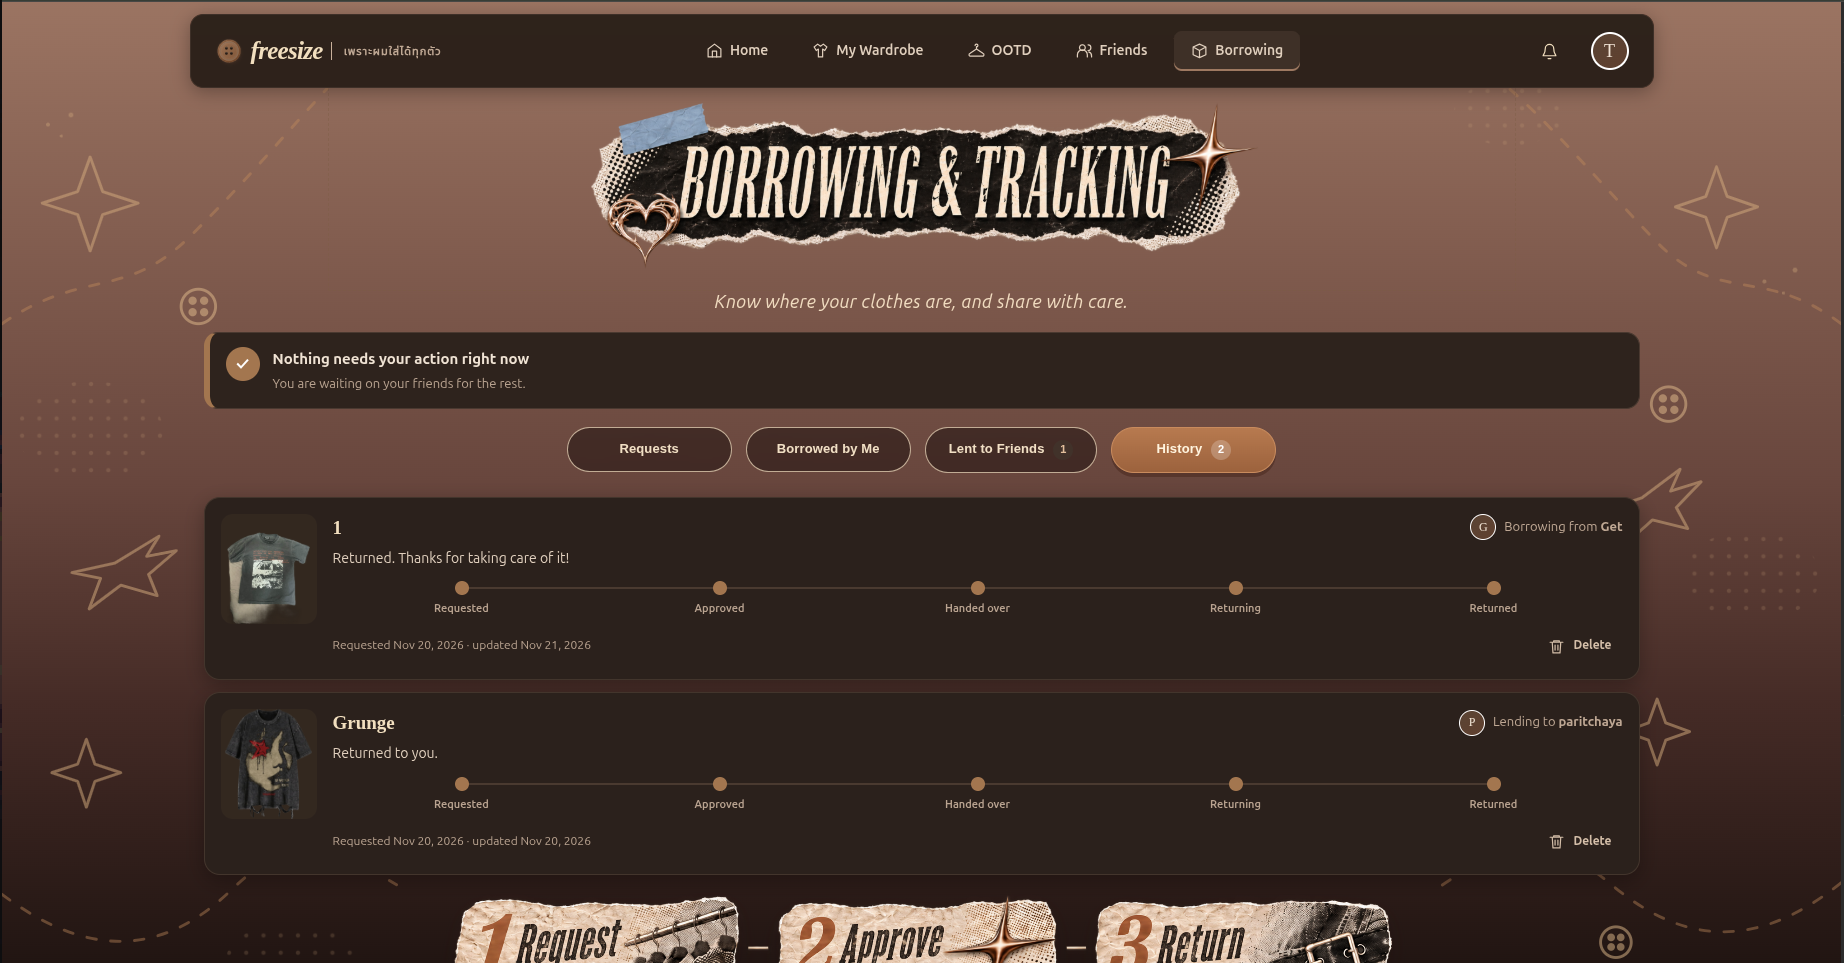 freesize | เพราะผมใส่ได้ทุกตัว
Home
My Wardrobe
OOTD
Friends
Borrowing
T
BORROWING & TRACKING
Know where your clothes are, and share with care.
Nothing needs your action right now
You are waiting on your friends for the rest.
Requests
Borrowed by Me
Lent to Friends 1
History 2
1
G Borrowing from Get
Returned. Thanks for taking care of it!
Requested
Approved
Handed over
Returning
Returned
Requested Nov 20, 2026 · updated Nov 21, 2026
Delete
Grunge
P Lending to paritchaya
Returned to you.
Requested
Approved
Handed over
Returning
Returned
Requested Nov 20, 2026 · updated Nov 20, 2026
Delete
1 Request
2 Approve
3 Return